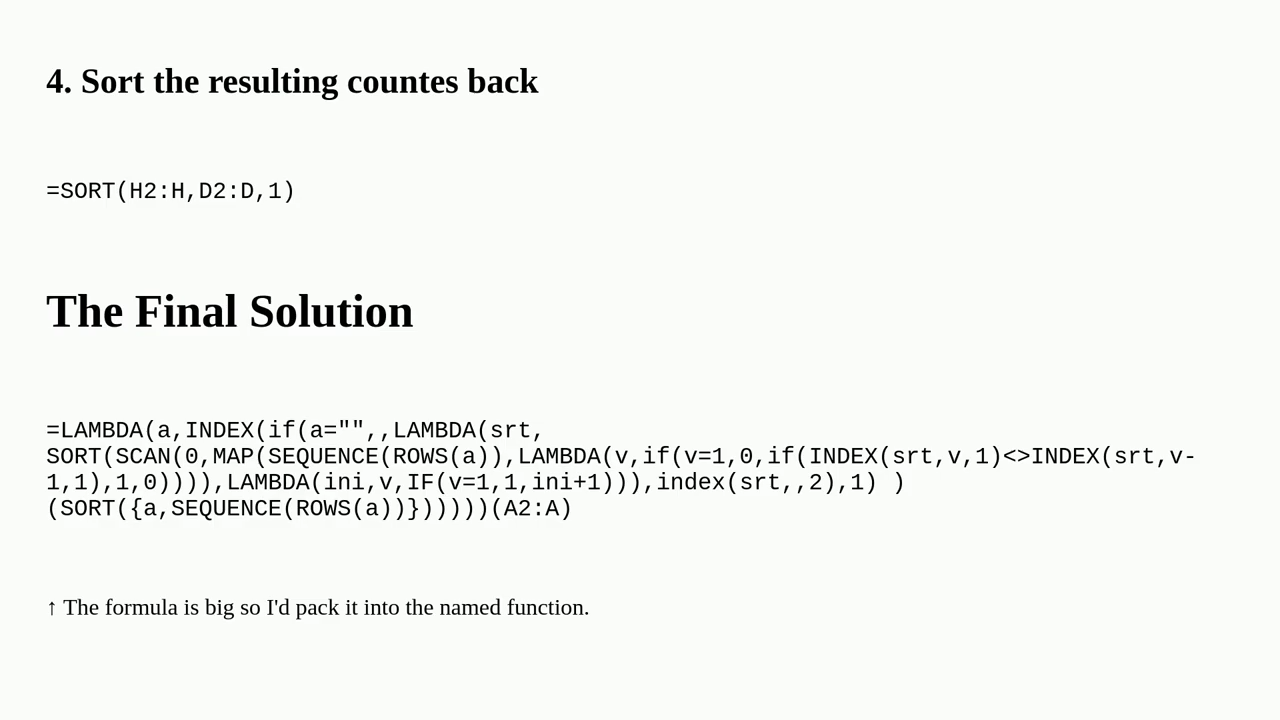 4. Sort the resulting countes back
=SORT(H2:H,D2:D,1)
The Final Solution
=LAMBDA(a,INDEX(if(a="",,LAMBDA(srt,
SORT(SCAN(0,MAP(SEQUENCE(ROWS(a)),LAMBDA(v,if(v=1,0,if(INDEX(srt,v,1)<>INDEX(srt,v-
1,1),1,0)))),LAMBDA(ini,v,IF(v=1,1,ini+1))),index(srt,,2),1) )
(SORT({a,SEQUENCE(ROWS(a))})))))(A2:A)
↑ The formula is big so I'd pack it into the named function.